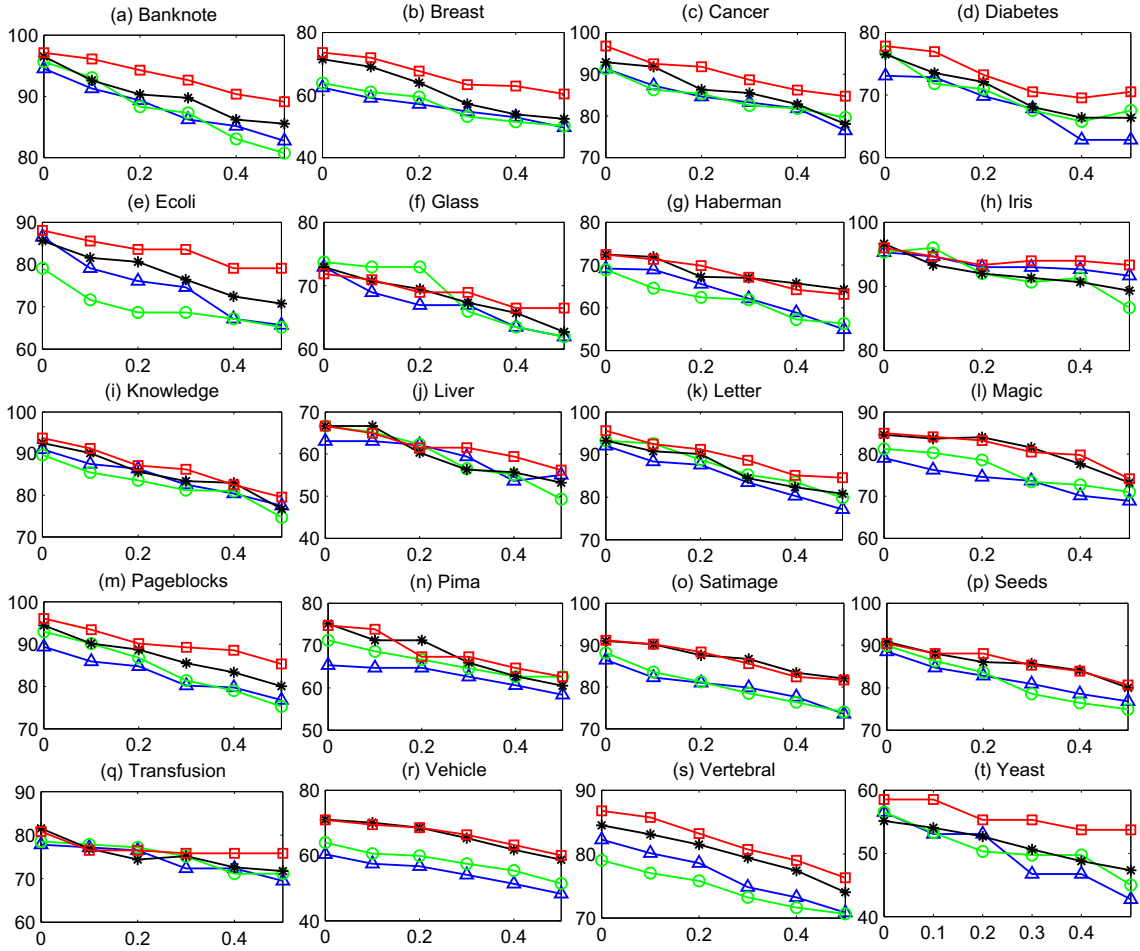 (a) Banknote
100
90
80
0 0.2 0.4
(b) Breast
80
60
40
0 0.2 0.4
(c) Cancer
100
90
80
70
0 0.2 0.4
(d) Diabetes
80
70
60
0 0.2 0.4
(e) Ecoli
90
80
70
60
0 0.2 0.4
(f) Glass
80
70
60
0 0.2 0.4
(g) Haberman
80
70
60
50
0 0.2 0.4
(h) Iris
100
90
80
0 0.2 0.4
(i) Knowledge
100
90
80
70
0 0.2 0.4
(j) Liver
70
60
50
40
0 0.2 0.4
(k) Letter
100
90
80
70
0 0.2 0.4
(l) Magic
90
80
70
60
0 0.2 0.4
(m) Pageblocks
100
90
80
70
0 0.2 0.4
(n) Pima
80
70
60
50
0 0.2 0.4
(o) Satimage
100
90
80
70
0 0.2 0.4
(p) Seeds
100
90
80
70
0 0.1 0.2 0.3 0.4
(q) Transfusion
90
80
70
60
0 0.2 0.4
(r) Vehicle
80
60
40
0 0.2 0.4
(s) Vertebral
90
80
70
0 0.2 0.4
(t) Yeast
60
50
40
0 0.1 0.2 0.3 0.4